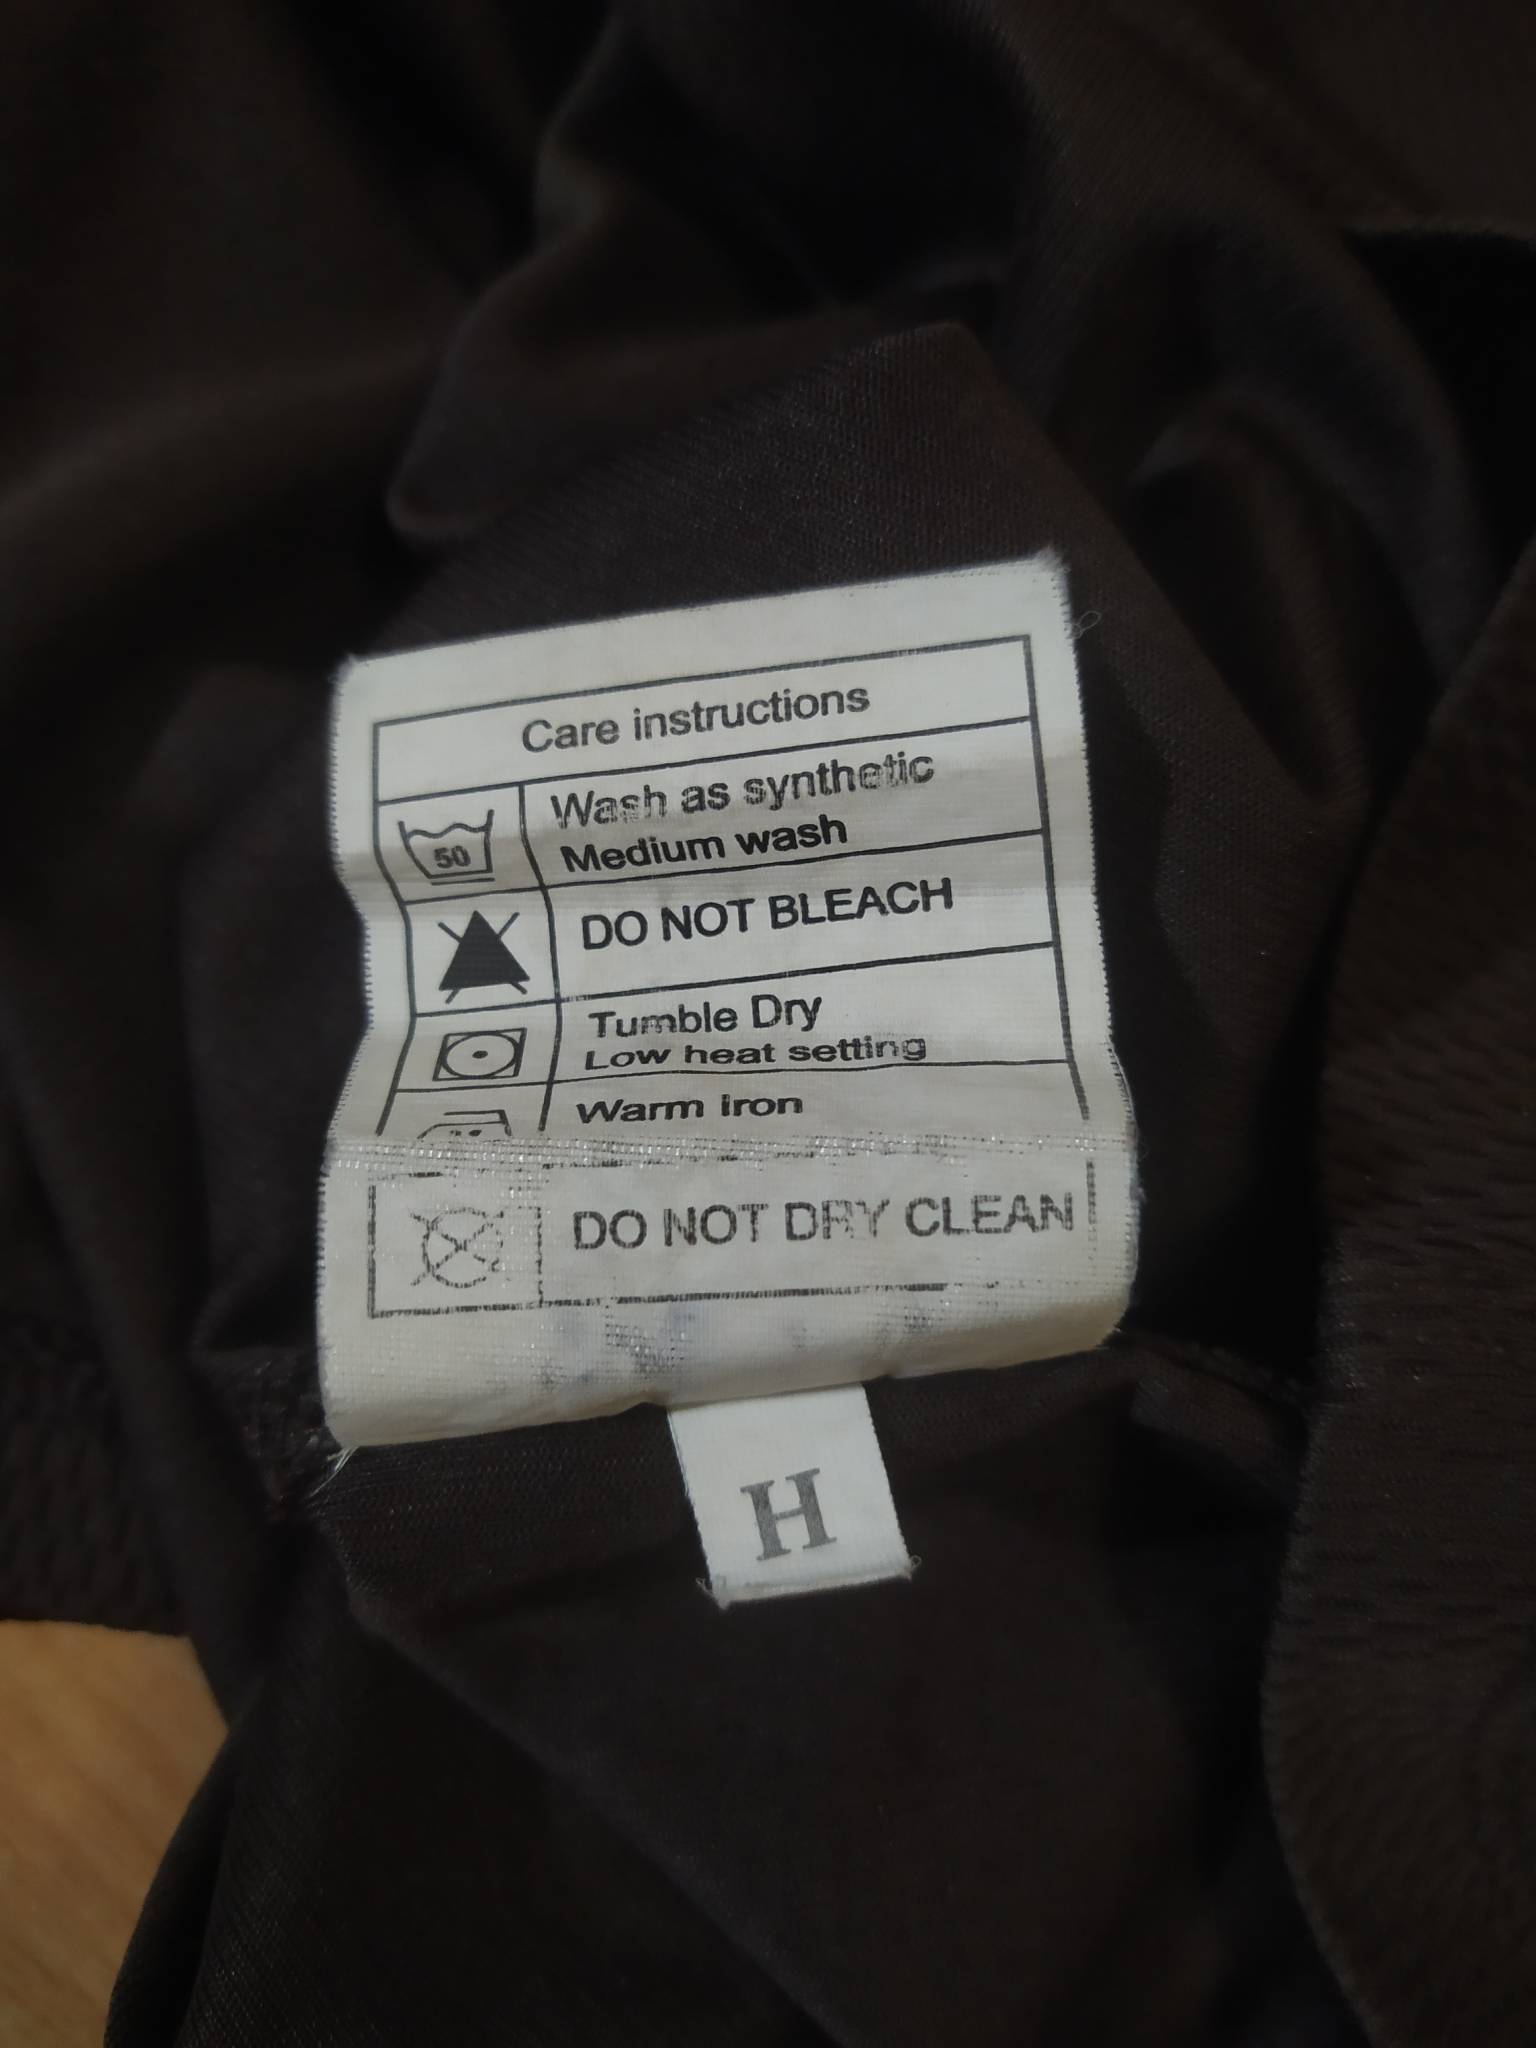 Care instructions
50
Wash as synthetic
Medium wash
DO NOT BLEACH
Tumble Dry
Low heat setting
Warm iron
DO NOT DRY CLEAN
H